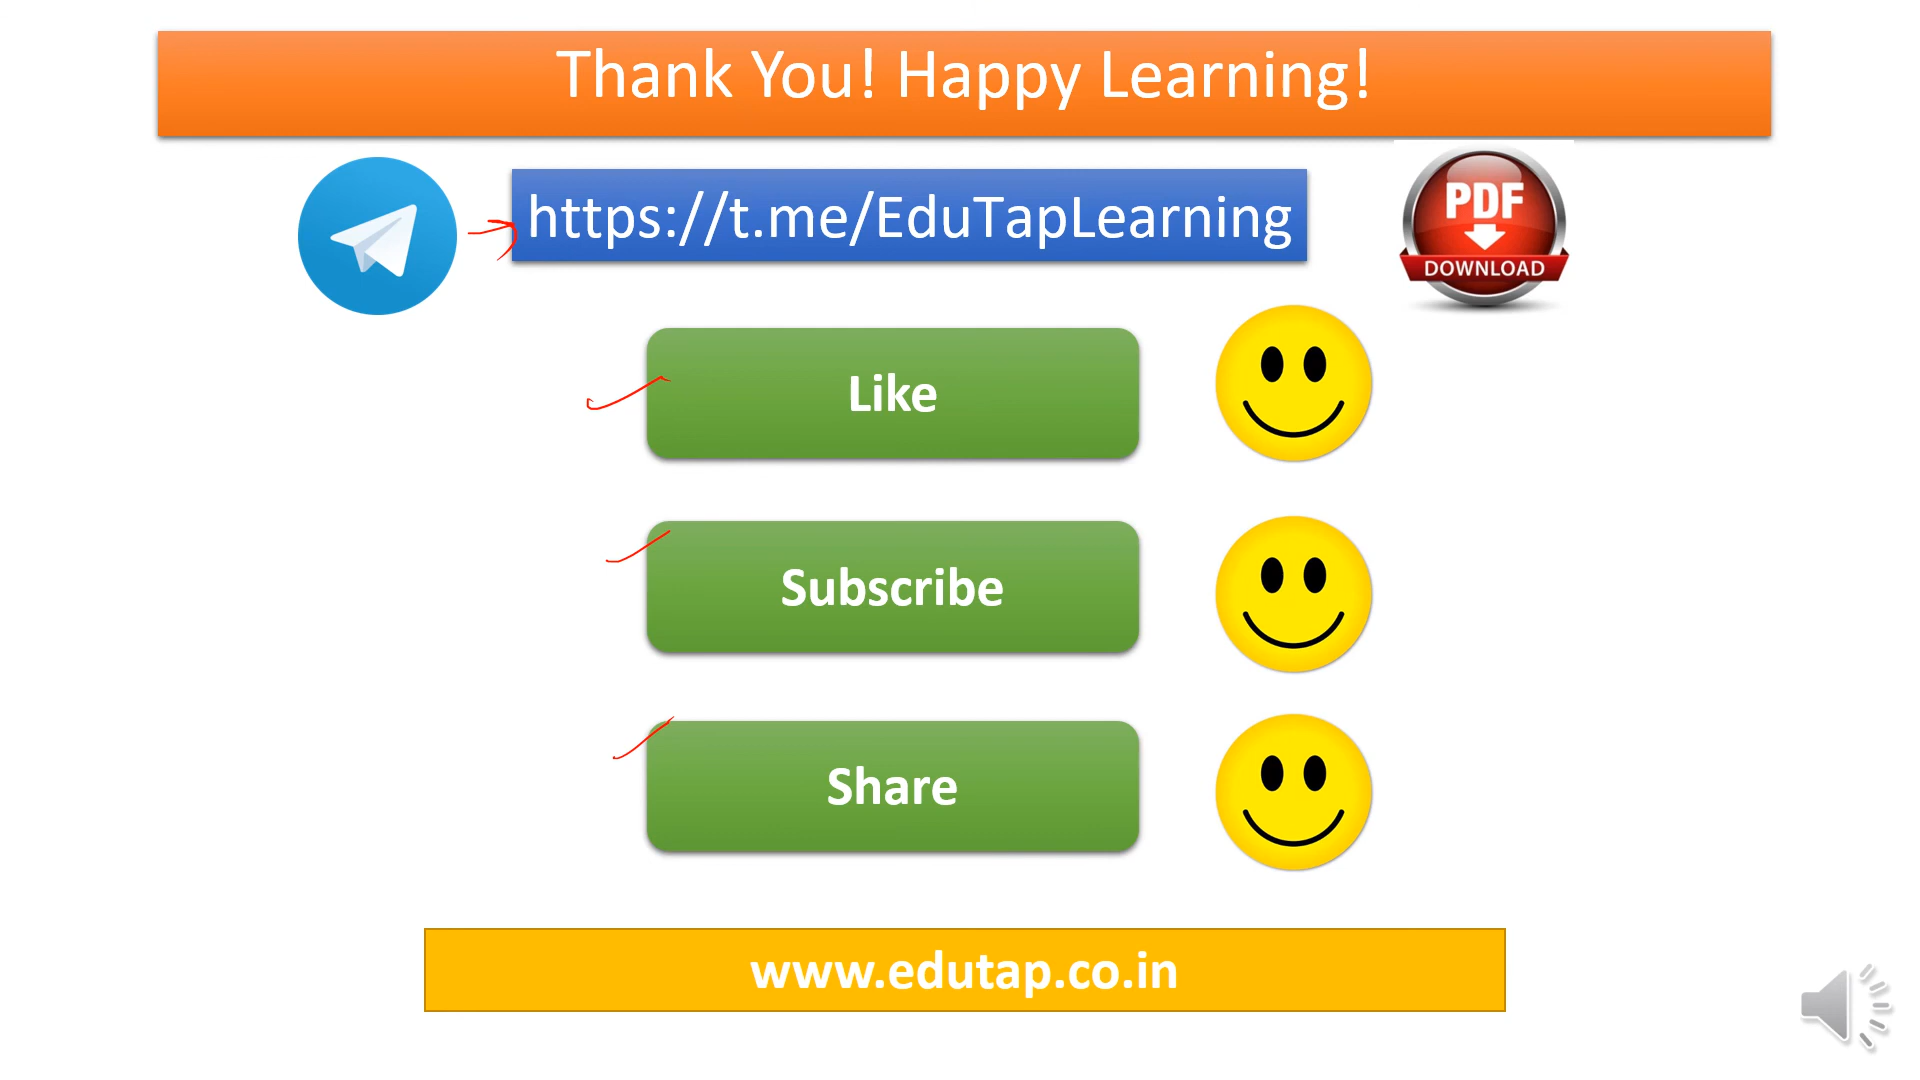 Thank You! Happy Learning!
https://t.me/EduTapLearning
PDF
DOWNLOAD
Like
Subscribe
Share
www.edutap.co.in